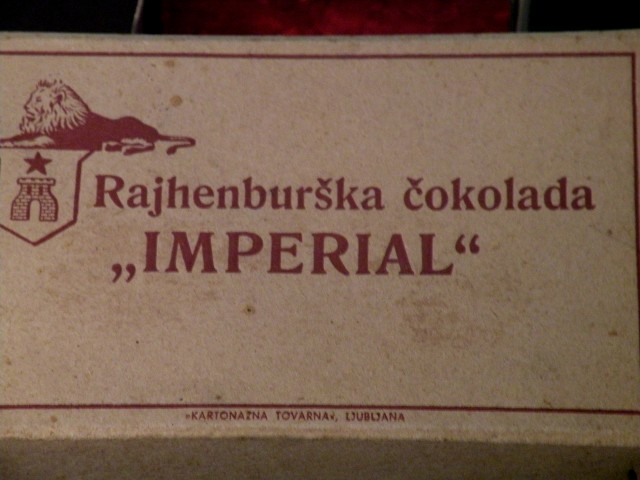 Rajhenburška čokolada
„IMPERIAL“
»KARTONAŽNA TOVARNA«, LJUBLJANA